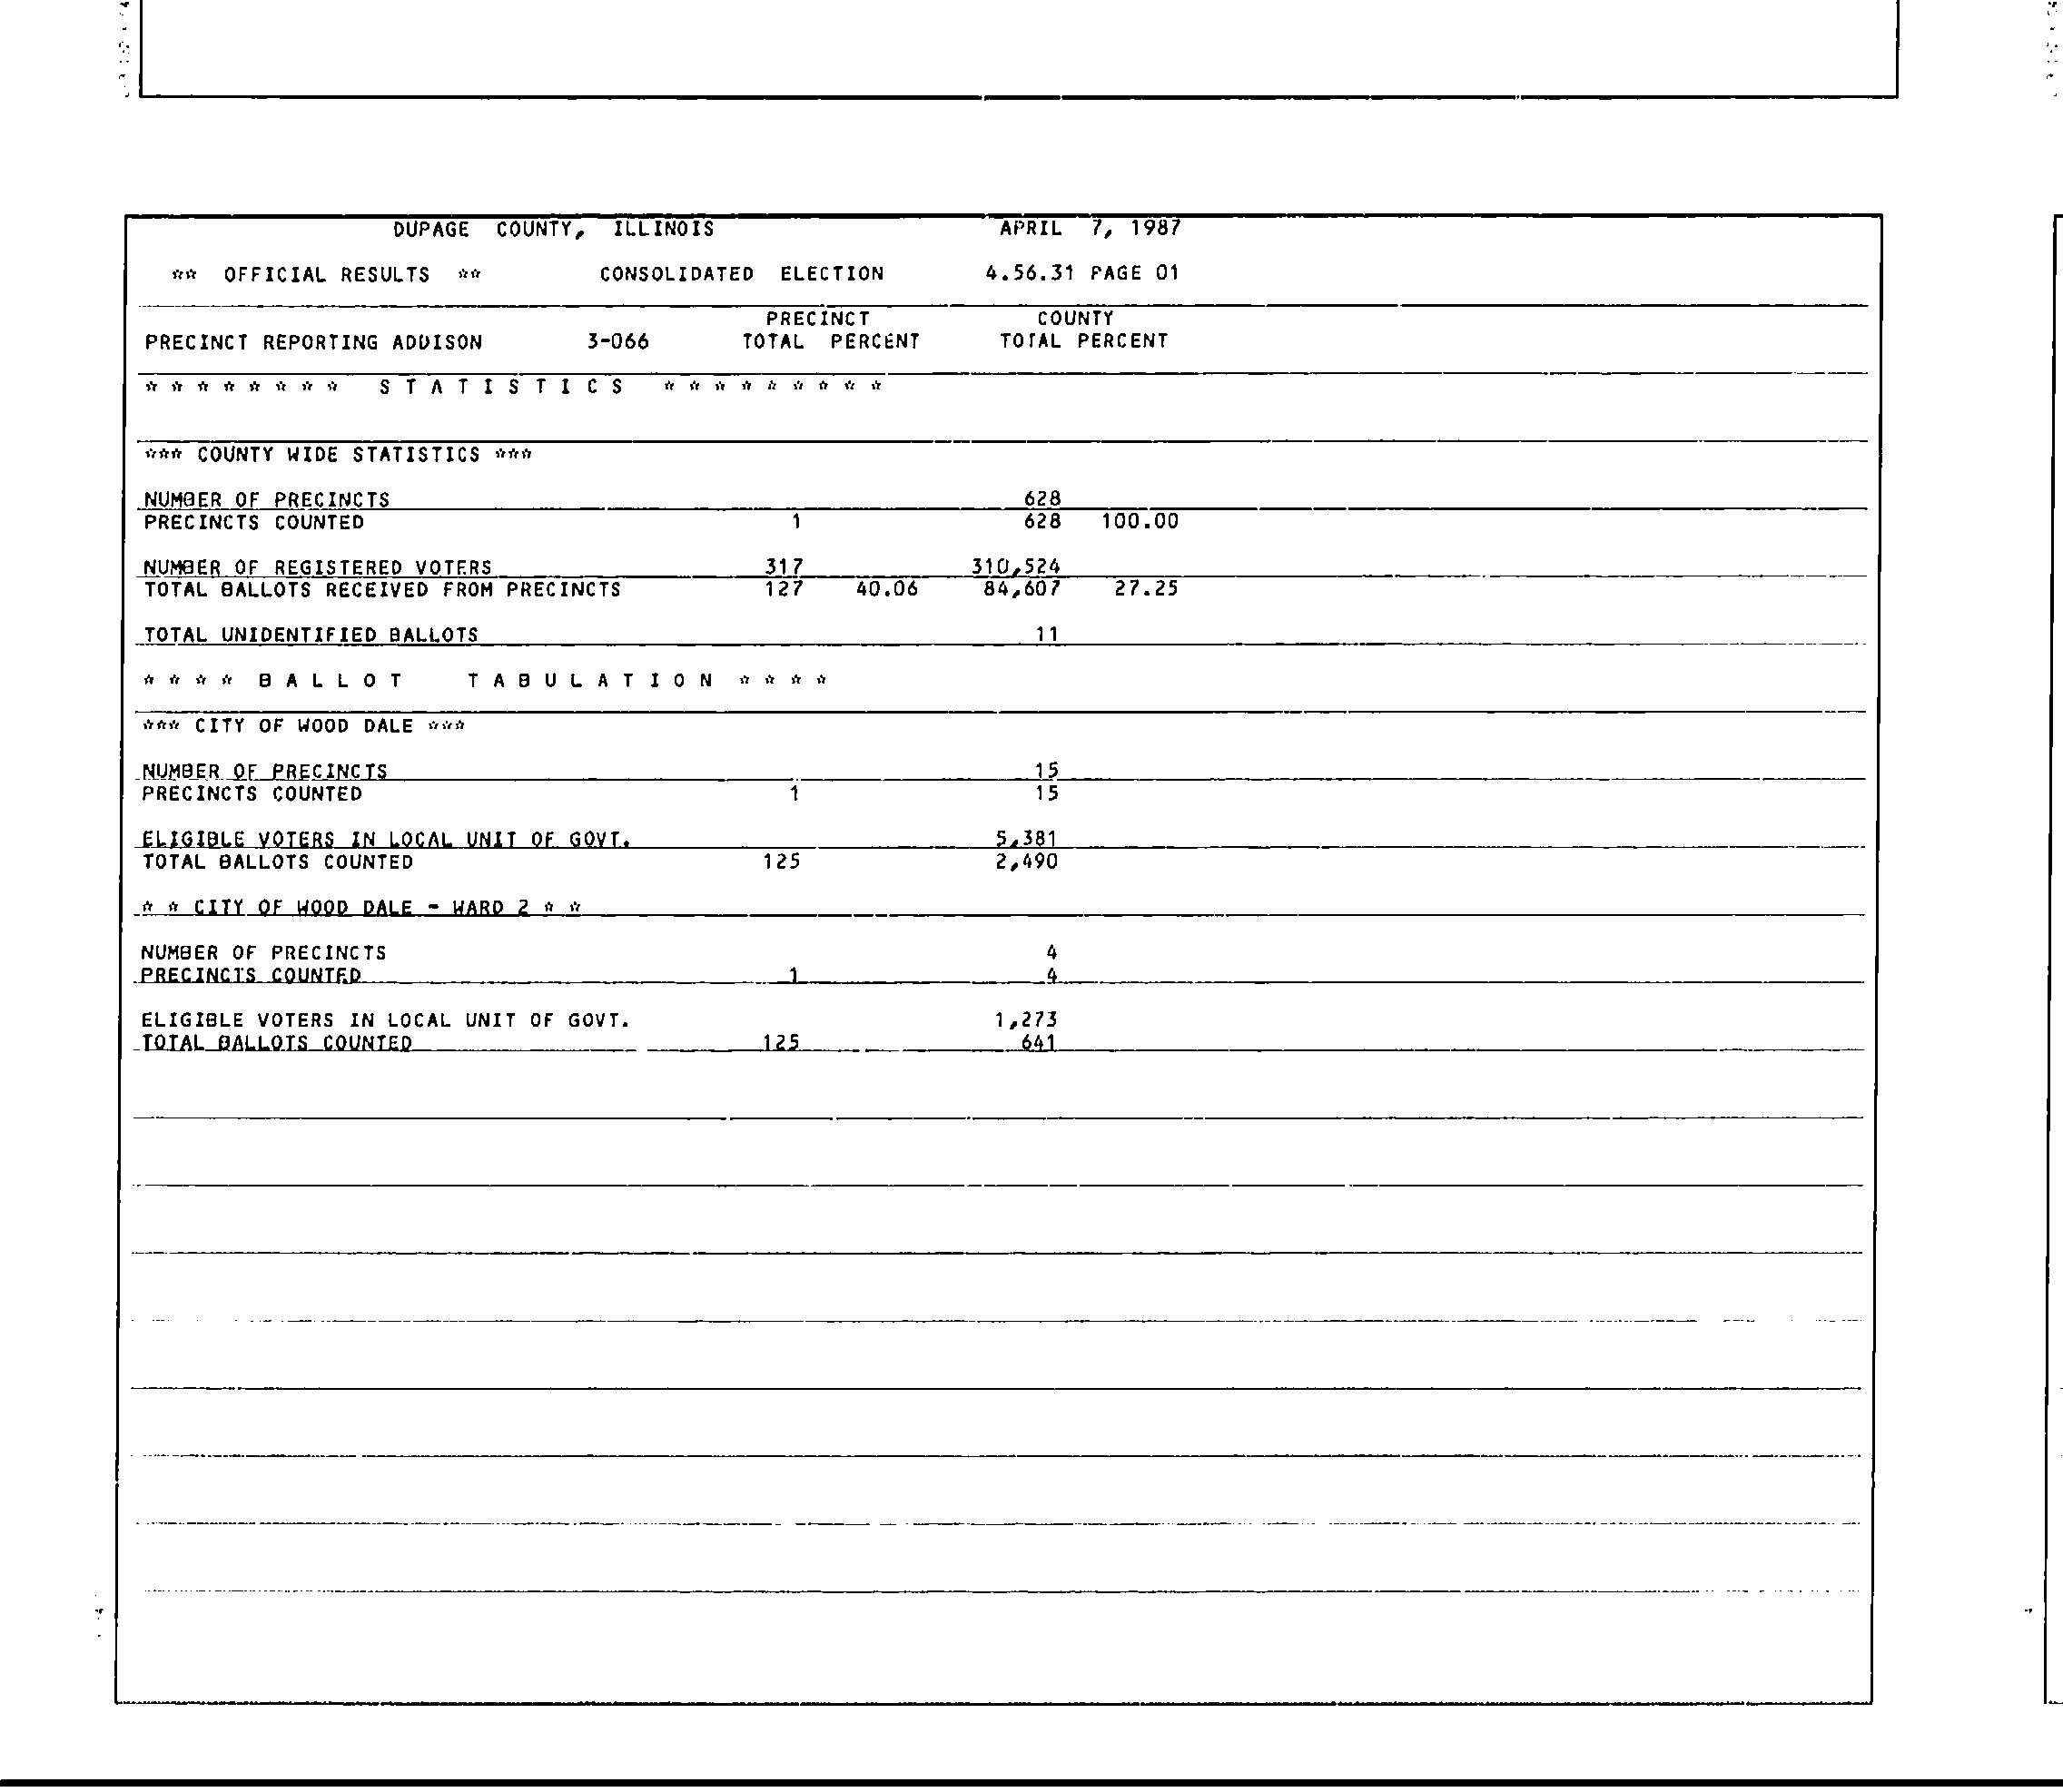 DUPAGE COUNTY, ILLINOIS APRIL 7, 1987
** OFFICIAL RESULTS ** CONSOLIDATED ELECTION 4.56.31 PAGE 01
PRECINCT COUNTY
PRECINCT REPORTING ADDISON 3-066 TOTAL PERCENT TOTAL PERCENT
* * * * * * * * S T A T I S T I C S * * * * * * * * *
*** COUNTY WIDE STATISTICS ***
NUMBER OF PRECINCTS 628
PRECINCTS COUNTED 1 628 100.00
NUMBER OF REGISTERED VOTERS 317 310,524
TOTAL BALLOTS RECEIVED FROM PRECINCTS 127 40.06 84,607 27.25
TOTAL UNIDENTIFIED BALLOTS 11
* * * * B A L L O T T A B U L A T I O N * * * *
*** CITY OF WOOD DALE ***
NUMBER OF PRECINCTS 15
PRECINCTS COUNTED 1 15
ELIGIBLE VOTERS IN LOCAL UNIT OF GOVT. 5,381
TOTAL BALLOTS COUNTED 125 2,490
* * CITY OF WOOD DALE - WARD 2 * *
NUMBER OF PRECINCTS 4
PRECINCTS COUNTED 1 4
ELIGIBLE VOTERS IN LOCAL UNIT OF GOVT. 1,273
TOTAL BALLOTS COUNTED 125 641